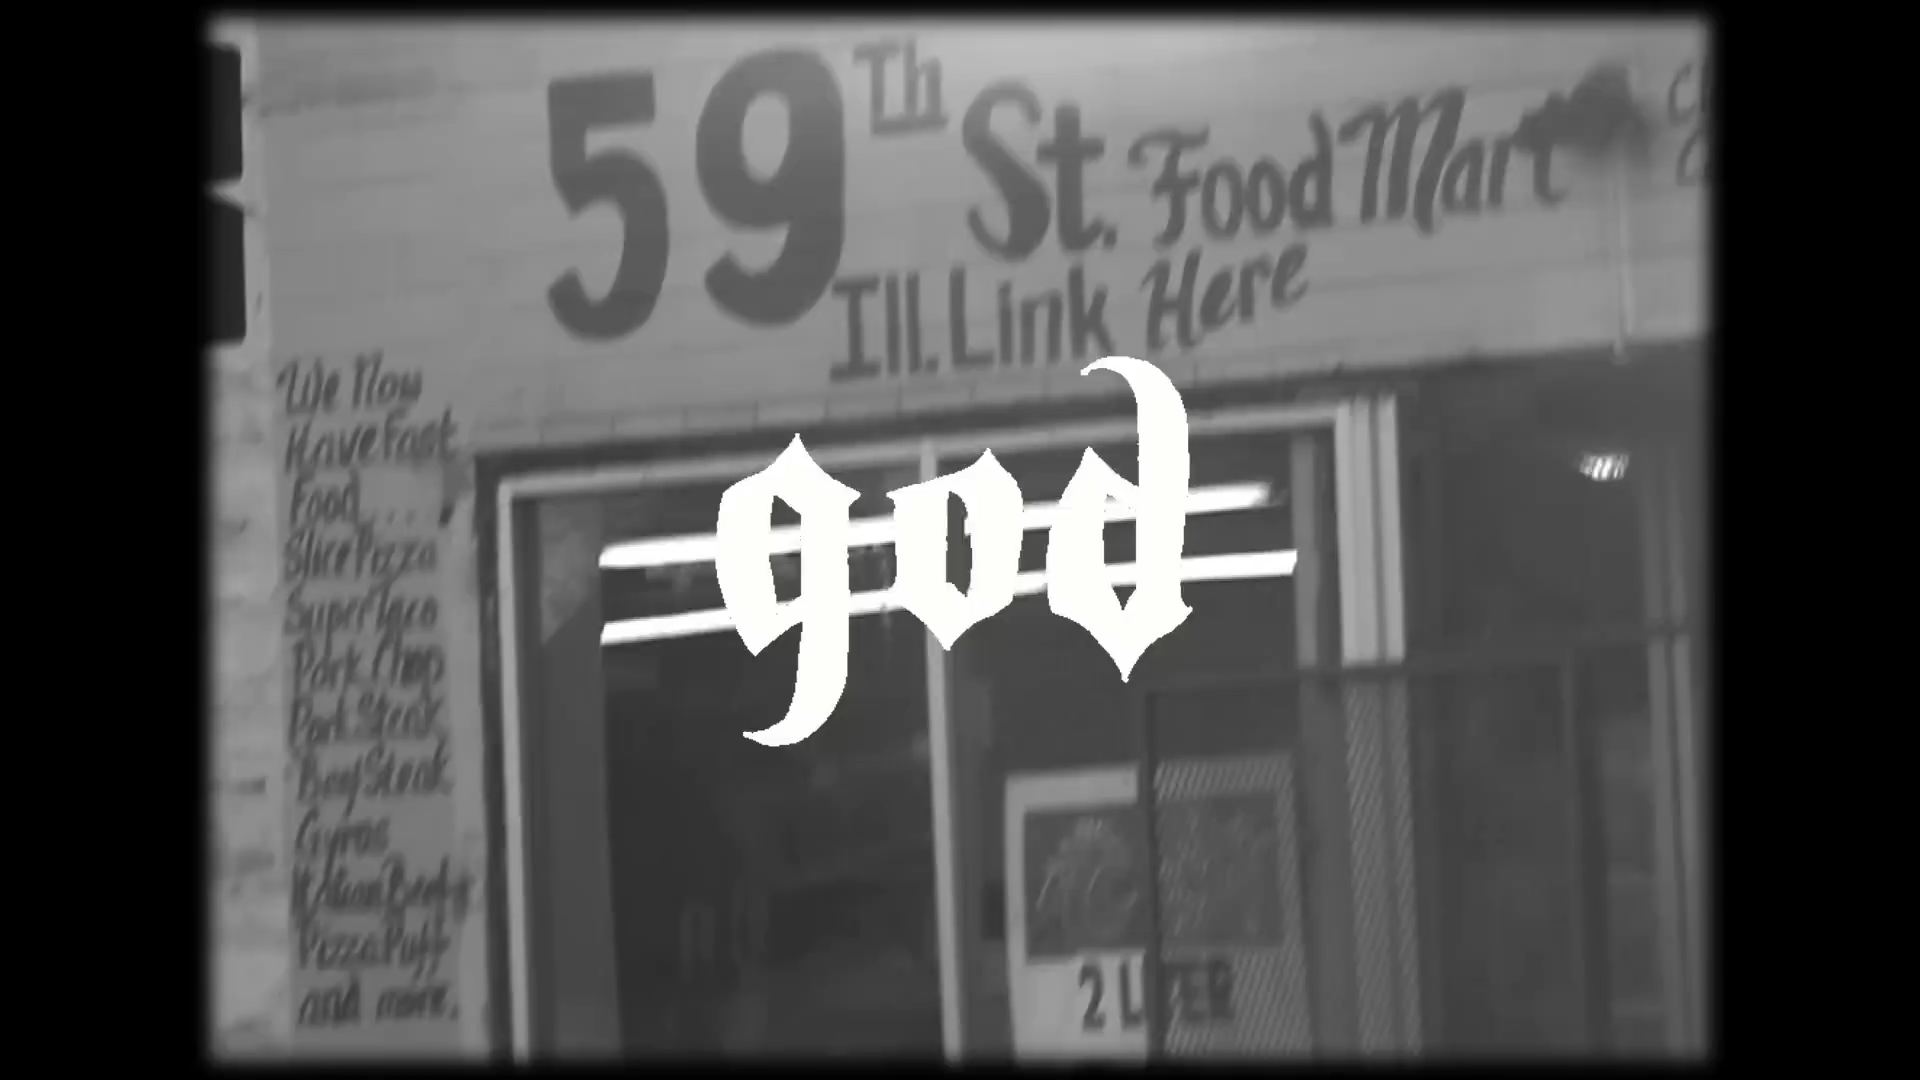 59Th St. Food Mart
Ill. Link Here
god
We Now
Have Fast
Food...
Slice Pizza
Super Taco
Pork Chop
Pork Steak
Beef Steak
Gyros
Italian Beef
Pizza Puff
and more.
2 LITER